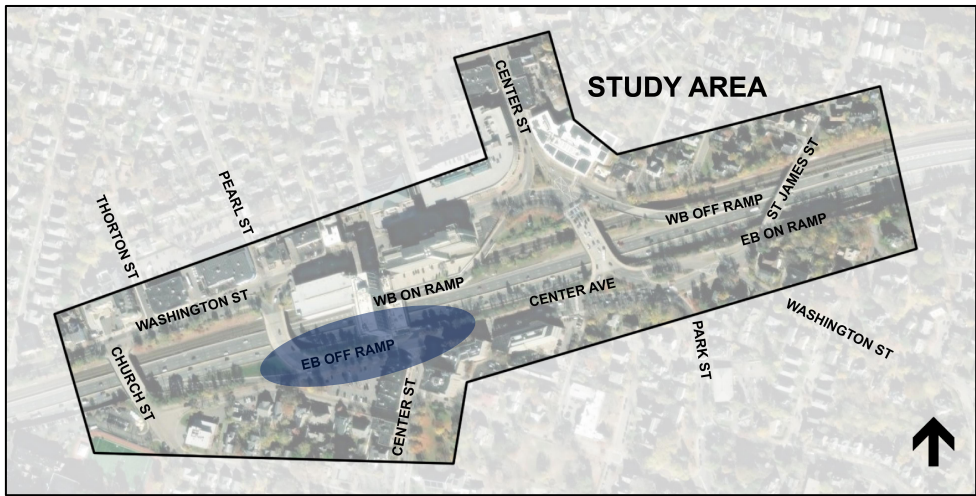 STUDY AREA
CENTER ST
ST JAMES ST
PEARL ST
THORTON ST
WB OFF RAMP
EB ON RAMP
WB ON RAMP
CENTER AVE
WASHINGTON ST
WASHINGTON ST
EB OFF RAMP
PARK ST
CHURCH ST
CENTER ST